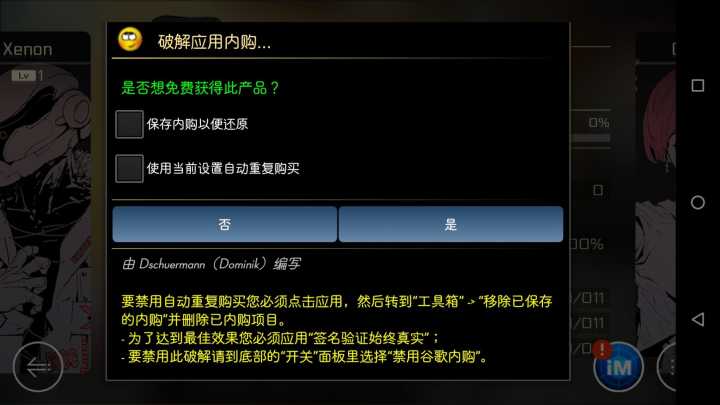 破解应用内购...
Xenon
Lv 1
是否想免费获得此产品？
保存内购以便还原
0%
使用当前设置自动重复购买
否
是
00%
由 Dschuermann（Dominik）编写
要禁用自动重复购买您必须点击应用，然后转到"工具箱" -> "移除已保存
的内购"并删除已内购项目。
- 为了达到最佳效果您必须应用"签名验证始终真实"；
- 要禁用此破解请到底部的"开关"面板里选择"禁用谷歌内购"。
/011
/011
iM